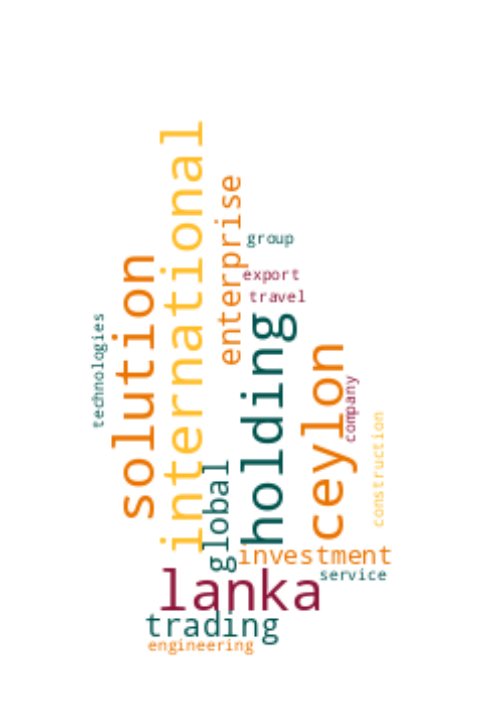 international
enterprise
group
solution
export
travel
technologies
holding
ceylon
company
construction
global
investment
service
lanka
trading
engineering